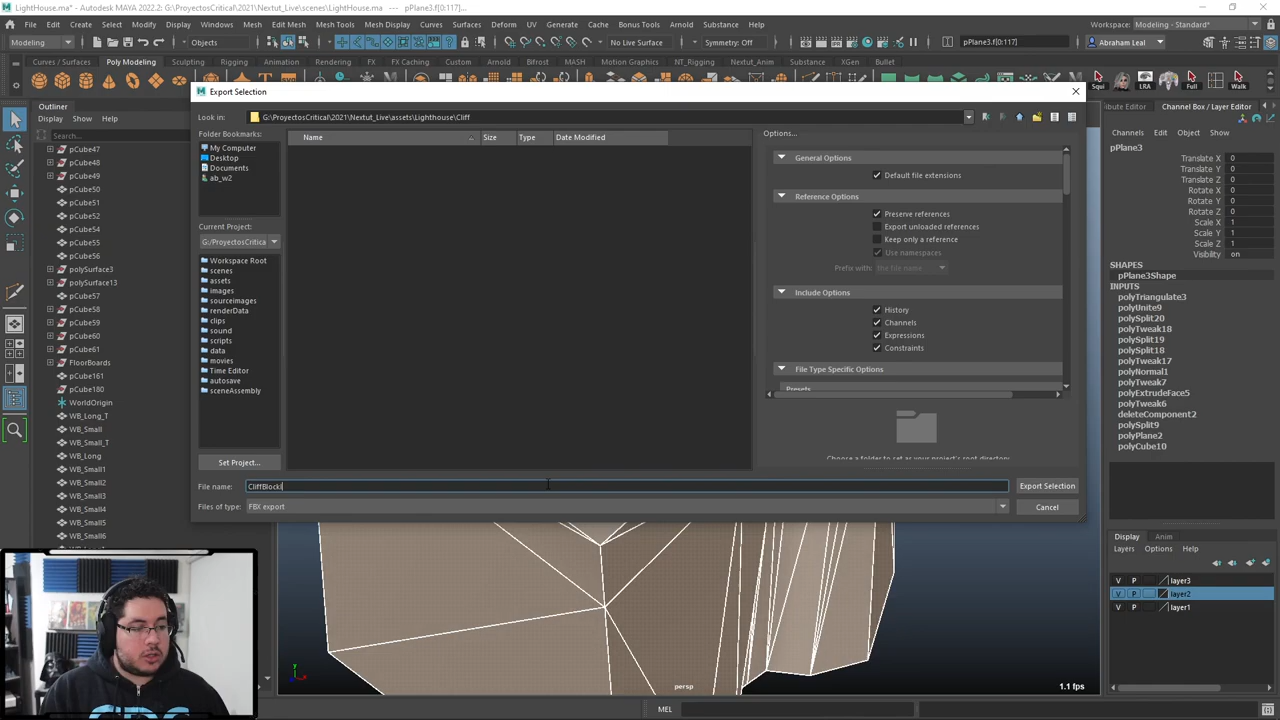 LightHouse.ma* - Autodesk MAYA 2022.2: G:\ProyectosCritical\2021\Nextut_Live\scenes\LightHouse.ma --- pPlane3.f[0:117]
File Edit Create Select Modify Display Windows Mesh Edit Mesh Mesh Tools Mesh Display Curves Surfaces Deform UV Generate Cache Bonus Tools Arnold Substance Help
Workspace: Modeling - Standard*
Modeling Objects No Live Surface Symmetry: Off pPlane3.f[0:117] Abraham Leal
Curves / Surfaces Poly Modeling Sculpting Rigging Animation Rendering FX FX Caching Custom Arnold Bifrost MASH Motion Graphics NT_Rigging Nextut_Anim Substance XGen Bullet
Squi LRA Full Walk
Outliner
Display Show Help
Search...
pCube47
pCube48
pCube49
pCube50
pCube51
pCube52
pCube54
pCube55
pCube56
polySurface3
polySurface13
pCube57
pCube58
pCube59
pCube60
pCube61
FloorBoards
pCube161
pCube180
WorldOrigin
WB_Long_T
WB_Small
WB_Small_T
WB_Long
WB_Small1
WB_Small2
WB_Small3
WB_Small4
WB_Small5
WB_Small6
Export Selection
Look in: G:\ProyectosCritical\2021\Nextut_Live\assets\Lighthouse\Cliff
Folder Bookmarks:
My Computer
Desktop
Documents
ab_w2
Current Project:
G:/ProyectosCritica
Workspace Root
scenes
assets
images
sourceimages
renderData
clips
sound
scripts
data
movies
Time Editor
autosave
sceneAssembly
Set Project...
Name Size Type Date Modified
Options...
General Options
Default file extensions
Reference Options
Preserve references
Export unloaded references
Keep only a reference
Use namespaces
Prefix with: the file name
Include Options
History
Channels
Expressions
Constraints
File Type Specific Options
Presets
Choose a folder to set as your project's root directory
File name: CliffBlockI
Export Selection
Files of type: FBX export
Cancel
ibute Editor Channel Box / Layer Editor
Channels Edit Object Show
pPlane3
Translate X 0
Translate Y 0
Translate Z 0
Rotate X 0
Rotate Y 0
Rotate Z 0
Scale X 1
Scale Y 1
Scale Z 1
Visibility on
SHAPES
pPlane3Shape
INPUTS
polyTriangulate3
polyUnite9
polySplit20
polyTweak18
polySplit19
polySplit18
polyTweak17
polyNormal1
polyTweak7
polyExtrudeFace5
polyTweak6
deleteComponent2
polySplit9
polyPlane2
polyCube10
Display Anim
Layers Options Help
V P layer3
V P layer2
V P layer1
persp
1.1 fps
MEL